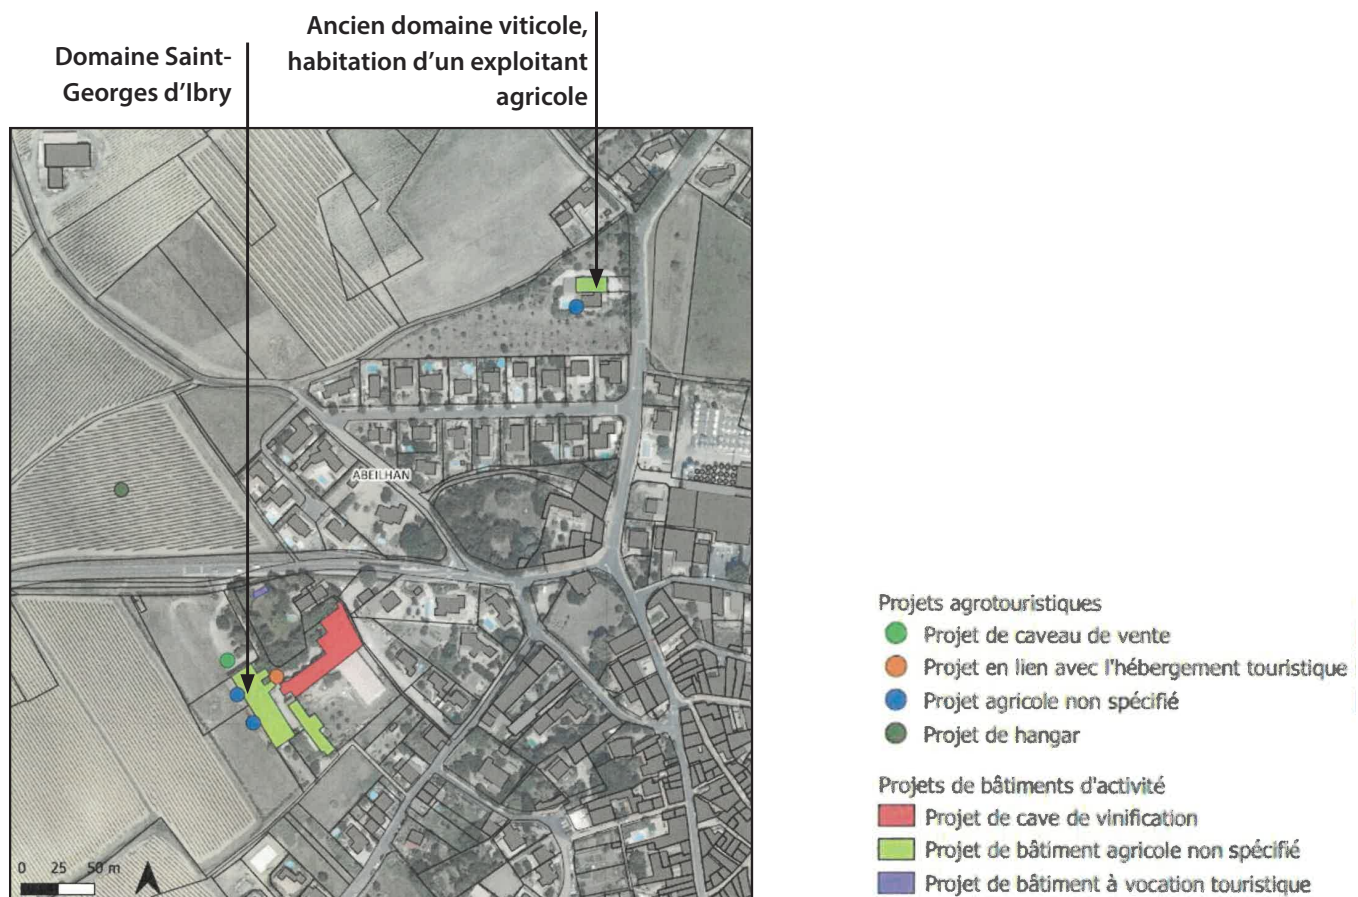 Domaine Saint-
Georges d’Ibry
Ancien domaine viticole,
habitation d’un exploitant
agricole
ABEILHAN
0 25 50 m
Projets agrotouristiques
Projet de caveau de vente
Projet en lien avec l'hébergement touristique
Projet agricole non spécifié
Projet de hangar
Projets de bâtiments d'activité
Projet de cave de vinification
Projet de bâtiment agricole non spécifié
Projet de bâtiment à vocation touristique